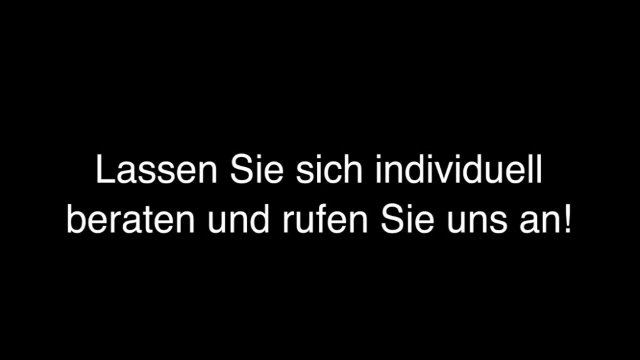 Lassen Sie sich individuell
beraten und rufen Sie uns an!